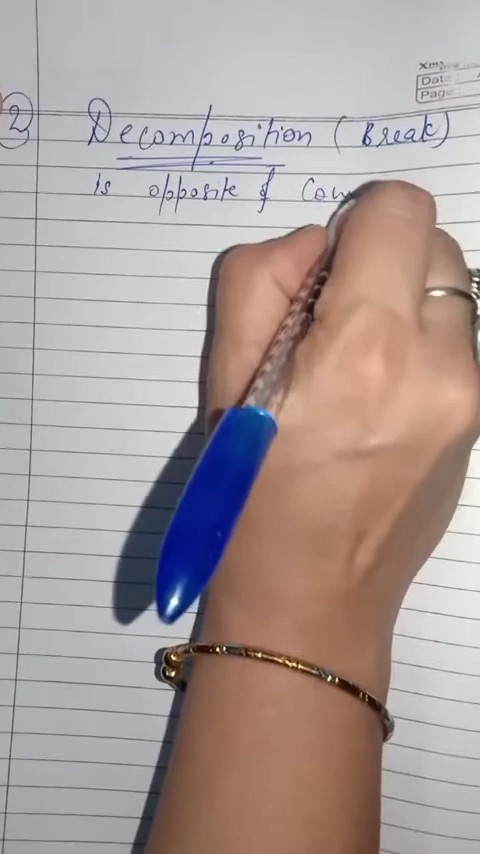 Date
Page
2 Decomposition (Break)
is opposite of